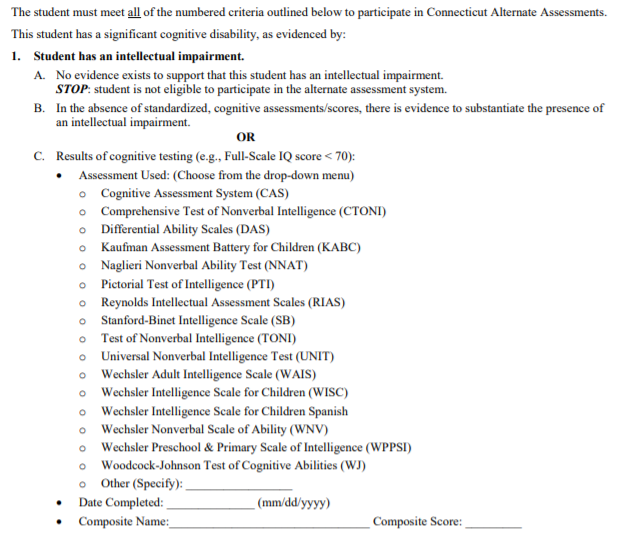 The student must meet all of the numbered criteria outlined below to participate in Connecticut Alternate Assessments.
This student has a significant cognitive disability, as evidenced by:
1. Student has an intellectual impairment.
A. No evidence exists to support that this student has an intellectual impairment.
STOP: student is not eligible to participate in the alternate assessment system.
B. In the absence of standardized, cognitive assessments/scores, there is evidence to substantiate the presence of
an intellectual impairment.
OR
C. Results of cognitive testing (e.g., Full-Scale IQ score < 70):
• Assessment Used: (Choose from the drop-down menu)
o Cognitive Assessment System (CAS)
o Comprehensive Test of Nonverbal Intelligence (CTONI)
o Differential Ability Scales (DAS)
o Kaufman Assessment Battery for Children (KABC)
o Naglieri Nonverbal Ability Test (NNAT)
o Pictorial Test of Intelligence (PTI)
o Reynolds Intellectual Assessment Scales (RIAS)
o Stanford-Binet Intelligence Scale (SB)
o Test of Nonverbal Intelligence (TONI)
o Universal Nonverbal Intelligence Test (UNIT)
o Wechsler Adult Intelligence Scale (WAIS)
o Wechsler Intelligence Scale for Children (WISC)
o Wechsler Intelligence Scale for Children Spanish
o Wechsler Nonverbal Scale of Ability (WNV)
o Wechsler Preschool & Primary Scale of Intelligence (WPPSI)
o Woodcock-Johnson Test of Cognitive Abilities (WJ)
o Other (Specify): ________________
• Date Completed: ______________ (mm/dd/yyyy)
• Composite Name: ________________________________ Composite Score: _________